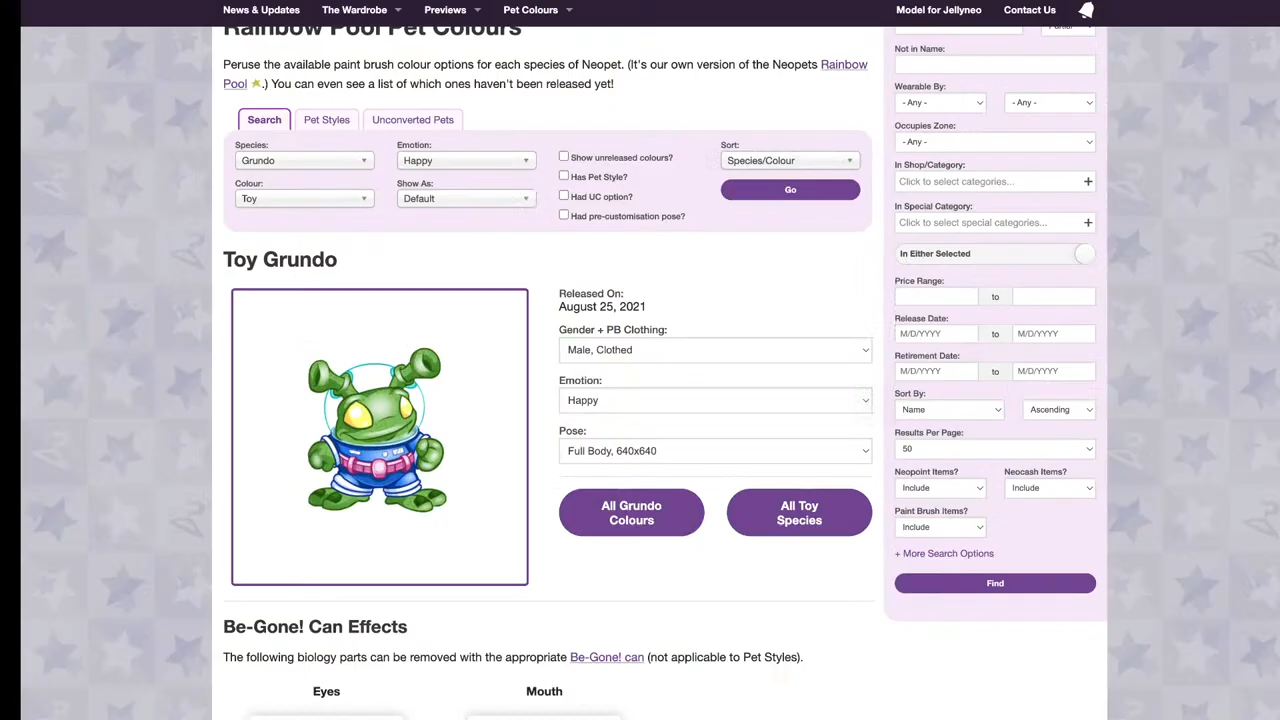 News & Updates
The Wardrobe
Previews
Pet Colours
Model for Jellyneo
Contact Us
Rainbow Pool Pet Colours
Peruse the available paint brush colour options for each species of Neopet. (It's our own version of the Neopets Rainbow
Pool .) You can even see a list of which ones haven't been released yet!
Search
Pet Styles
Unconverted Pets
Species:
Grundo
Colour:
Toy
Emotion:
Happy
Show As:
Default
Show unreleased colours?
Has Pet Style?
Had UC option?
Had pre-customisation pose?
Sort:
Species/Colour
Go
Toy Grundo
Released On:
August 25, 2021
Gender + PB Clothing:
Male, Clothed
Emotion:
Happy
Pose:
Full Body, 640x640
All Grundo
Colours
All Toy
Species
Be-Gone! Can Effects
The following biology parts can be removed with the appropriate Be-Gone! can (not applicable to Pet Styles).
Eyes
Mouth
Not in Name:
Wearable By:
- Any -
- Any -
Occupies Zone:
- Any -
In Shop/Category:
Click to select categories...
+
In Special Category:
Click to select special categories...
+
In Either Selected
Price Range:
to
Release Date:
M/D/YYYY
to
M/D/YYYY
Retirement Date:
M/D/YYYY
to
M/D/YYYY
Sort By:
Name
Ascending
Results Per Page:
50
Neopoint Items?
Neocash Items?
Include
Include
Paint Brush Items?
Include
+ More Search Options
Find